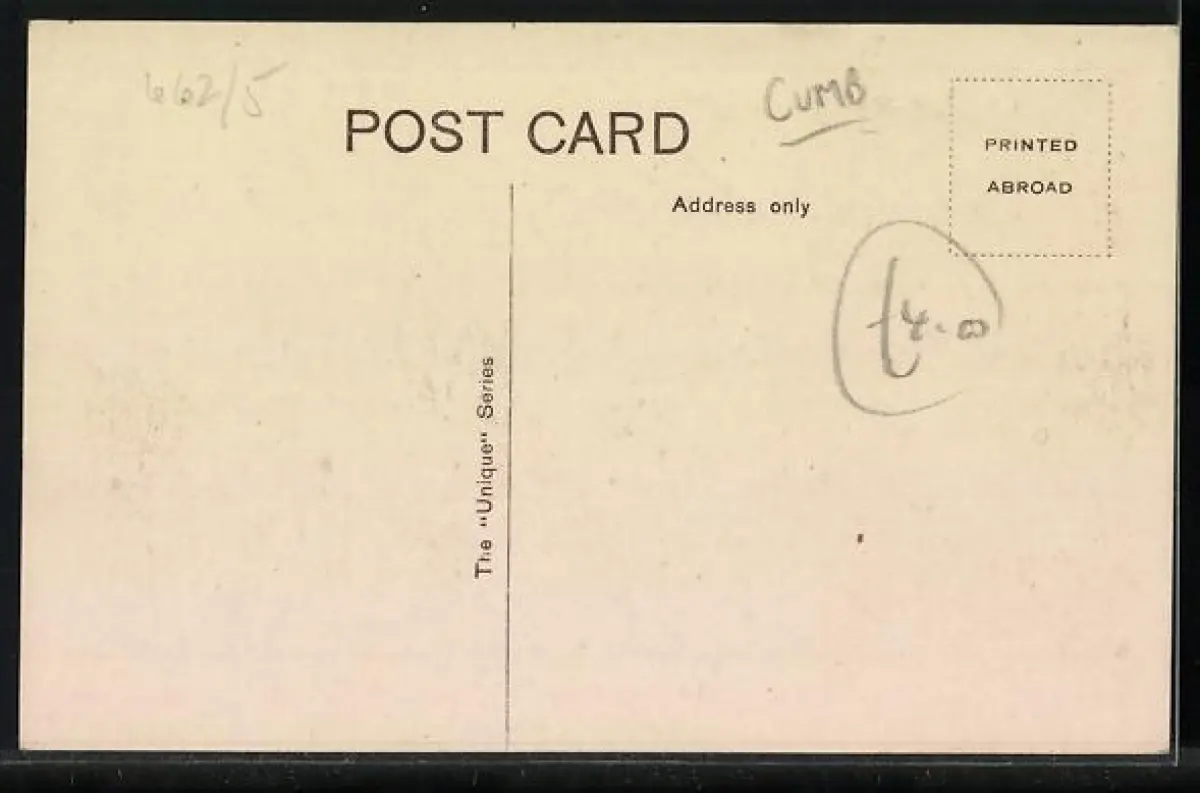 662/5
CUMB
POST CARD
PRINTED
ABROAD
Address only
£4.00
The "Unique" Series